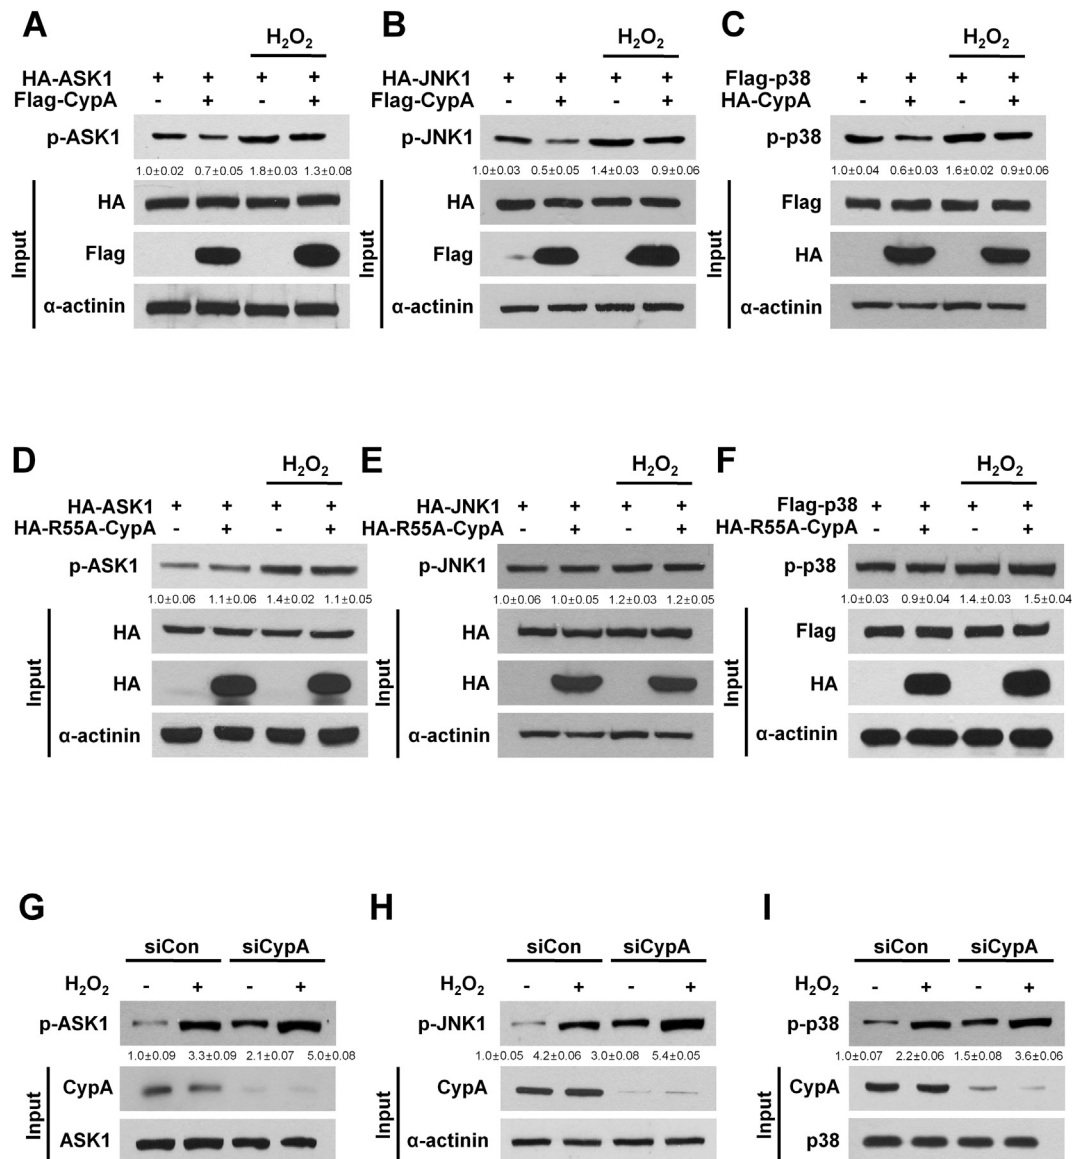 A
H₂O₂
HA-ASK1 + + + +
Flag-CypA - + - +
p-ASK1
1.0±0.02 0.7±0.05 1.8±0.03 1.3±0.08
Input
HA
Flag
α-actinin
B
H₂O₂
HA-JNK1 + + + +
Flag-CypA - + - +
p-JNK1
1.0±0.03 0.5±0.05 1.4±0.03 0.9±0.06
Input
HA
Flag
α-actinin
C
H₂O₂
Flag-p38 + + + +
HA-CypA - + - +
p-p38
1.0±0.04 0.6±0.03 1.6±0.02 0.9±0.06
Input
Flag
HA
α-actinin
D
H₂O₂
HA-ASK1 + + + +
HA-R55A-CypA - + - +
p-ASK1
1.0±0.06 1.1±0.06 1.4±0.02 1.1±0.05
Input
HA
HA
α-actinin
E
H₂O₂
HA-JNK1 + + + +
HA-R55A-CypA - + - +
p-JNK1
1.0±0.06 1.0±0.05 1.2±0.03 1.2±0.05
Input
HA
HA
α-actinin
F
H₂O₂
Flag-p38 + + + +
HA-R55A-CypA - + - +
p-p38
1.0±0.03 0.9±0.04 1.4.±0.03 1.5±0.04
Input
Flag
HA
α-actinin
G
siCon siCypA
H₂O₂ - + - +
p-ASK1
1.0±0.09 3.3±0.09 2.1±0.07 5.0±0.08
Input
CypA
ASK1
H
siCon siCypA
H₂O₂ - + - +
p-JNK1
1.0±0.05 4.2±0.06 3.0±0.08 5.4±0.05
Input
CypA
α-actinin
I
siCon siCypA
H₂O₂ - + - +
p-p38
1.0±0.07 2.2±0.06 1.5±0.08 3.6±0.06
Input
CypA
p38